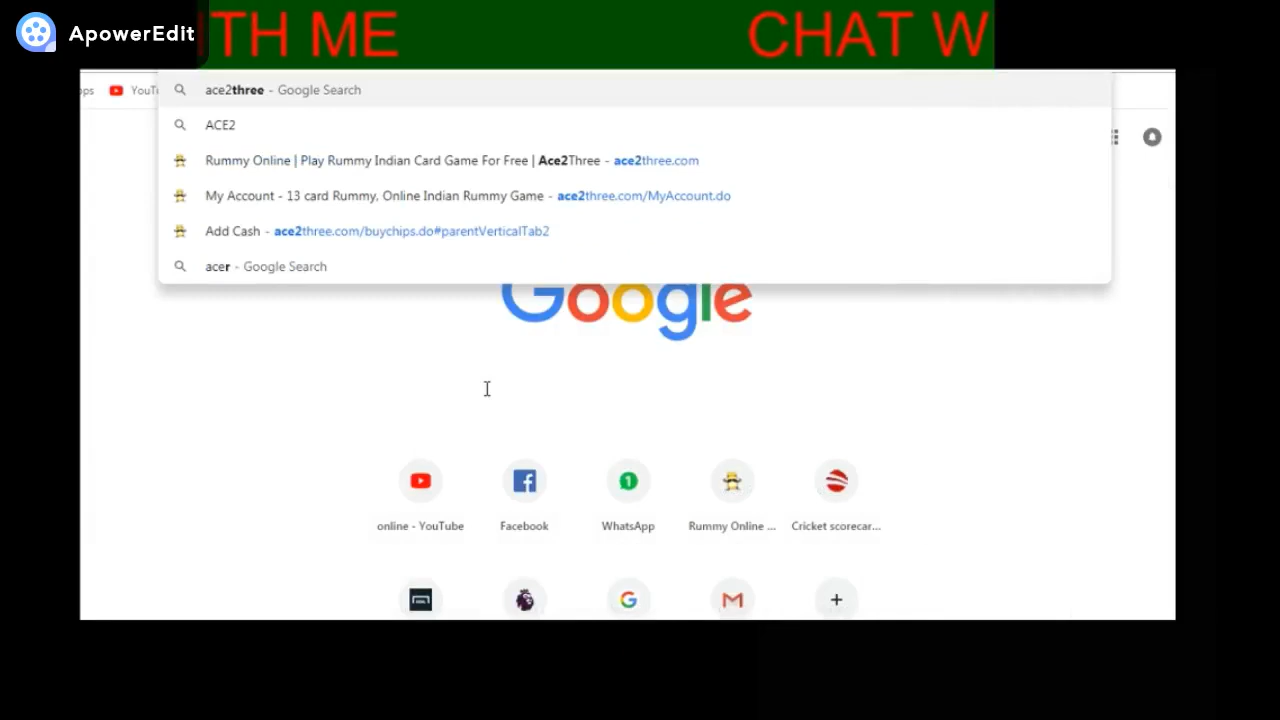 ApowerEdit
TH ME CHAT W
ps YouTu
ace2three - Google Search
ACE2
Rummy Online | Play Rummy Indian Card Game For Free | Ace2Three - ace2three.com
My Account - 13 card Rummy, Online Indian Rummy Game - ace2three.com/MyAccount.do
Add Cash - ace2three.com/buychips.do#parentVerticalTab2
acer - Google Search
Google
online - YouTube Facebook WhatsApp Rummy Online ... Cricket scorecar...